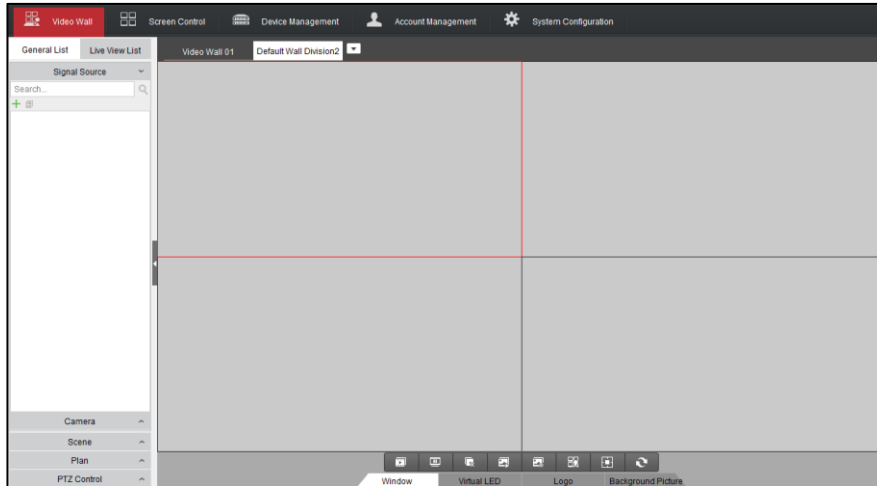 Video Wall Screen Control Device Management Account Management System Configuration
General List Live View List Video Wall 01 Default Wall Division2
Signal Source
Search...
Camera
Scene
Plan
PTZ Control
Window Virtual LED Logo Background Picture